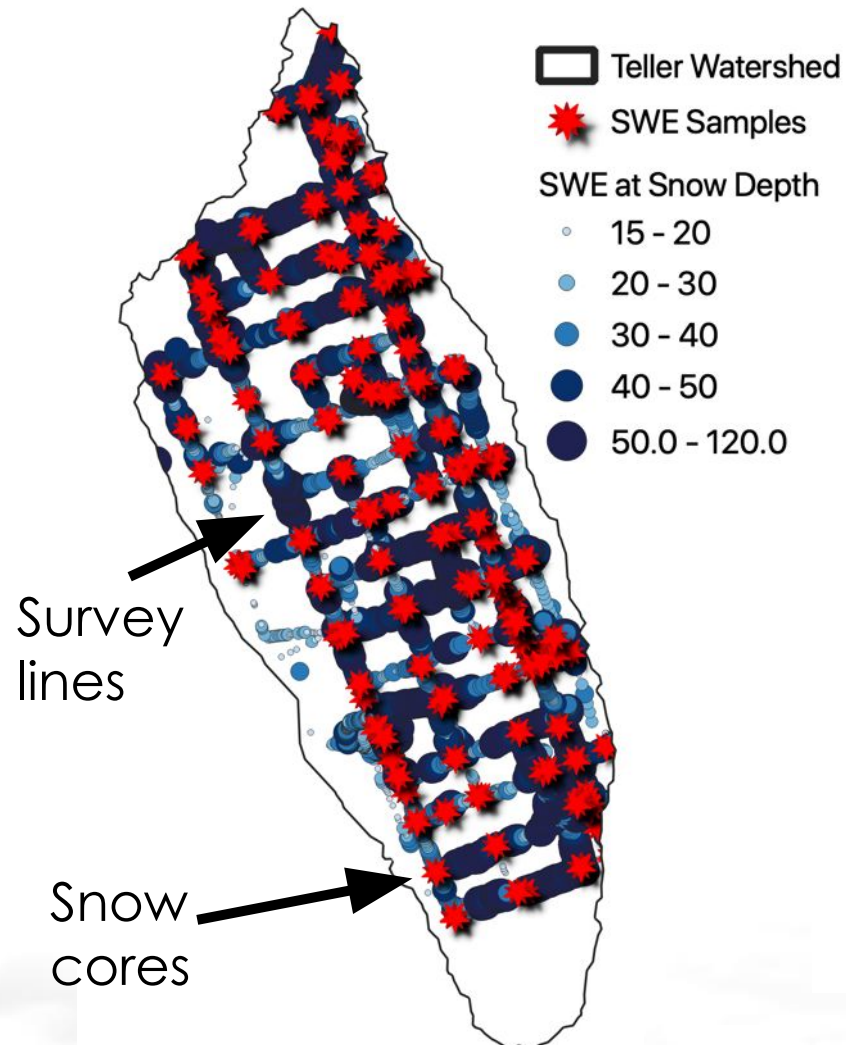 Teller Watershed
SWE Samples
SWE at Snow Depth
15 - 20
20 - 30
30 - 40
40 - 50
50.0 - 120.0
Survey
lines
Snow
cores